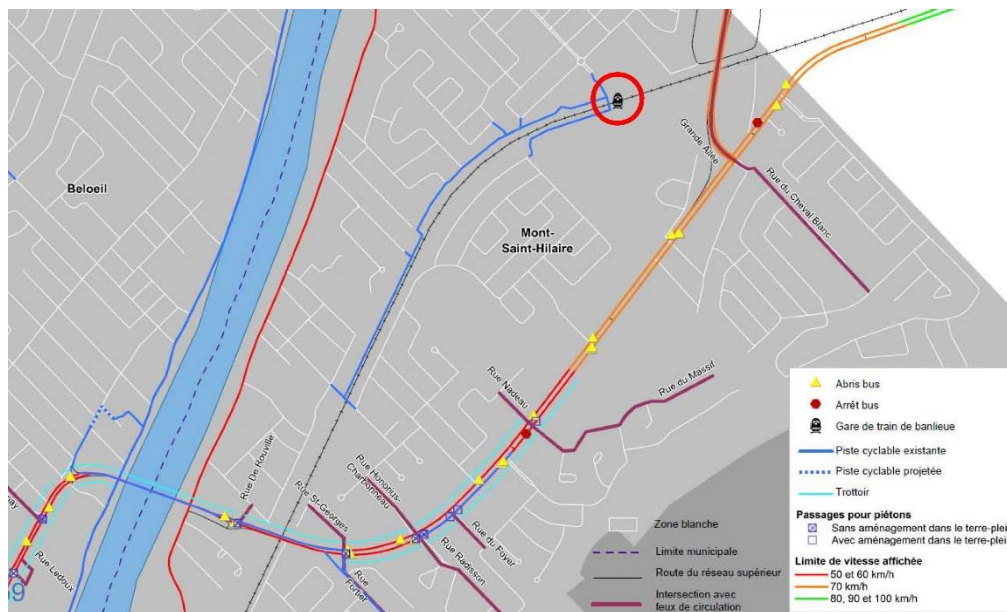 Beloeil
Mont-
Saint-Hilaire
Grande Allée
Rue du Cheval Blanc
Rue Nadeau
Rue du Massif
Rue De Rouville
Rue St-Georges
Rue Honorius-
Charbonneau
Rue du Foyer
Rue Radisson
Rue
Fortier
Rue Ledoux
Abris bus
Arrêt bus
Gare de train de banlieue
Piste cyclable existante
Piste cyclable projetée
Trottoir
Passages pour piétons
Sans aménagement dans le terre-plei
Avec aménagement dans le terre-plei
Limite de vitesse affichée
50 et 60 km/h
70 km/h
80, 90 et 100 km/h
Zone blanche
Limite municipale
Route du réseau supérieur
Intersection avec
feux de circulation